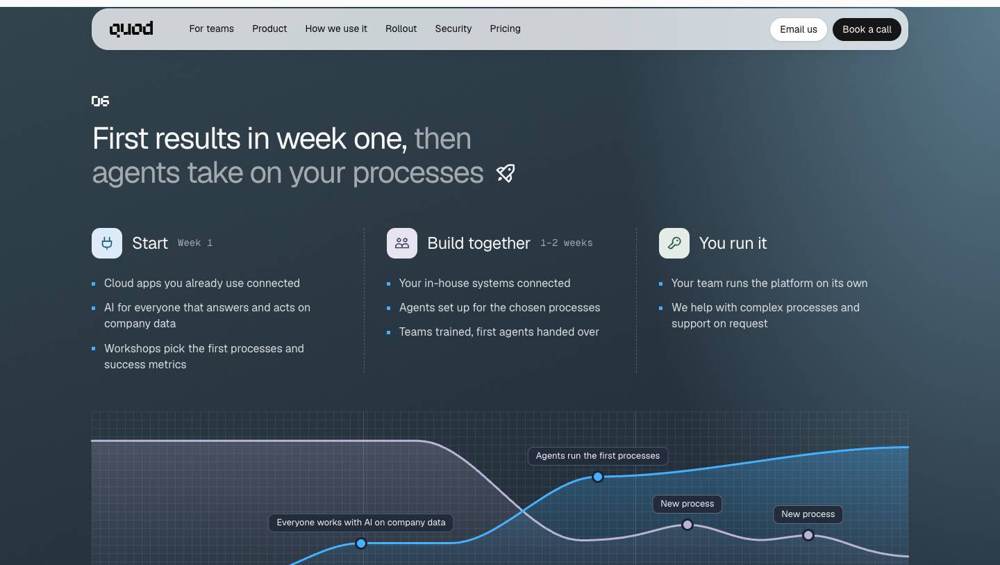 quod
For teams
Product
How we use it
Rollout
Security
Pricing
Email us
Book a call
06
First results in week one, then
agents take on your processes
Start
Week 1
Cloud apps you already use connected
AI for everyone that answers and acts on
company data
Workshops pick the first processes and
success metrics
Build together
1–2 weeks
Your in-house systems connected
Agents set up for the chosen processes
Teams trained, first agents handed over
You run it
Your team runs the platform on its own
We help with complex processes and
support on request
Agents run the first processes
New process
New process
Everyone works with AI on company data